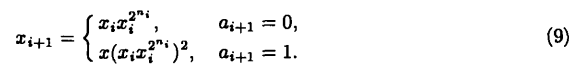 x_{i+1} = { x_i x_i^{2^{n_i}}, a_{i+1} = 0,
x(x_i x_i^{2^{n_i}})^2, a_{i+1} = 1. (9)